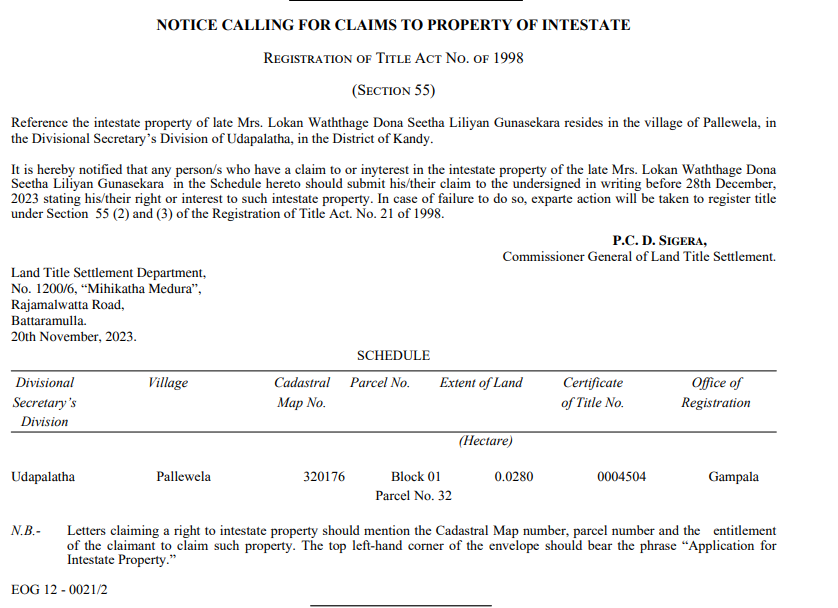 NOTICE CALLING FOR CLAIMS TO PROPERTY OF INTESTATE
REGISTRATION OF TITLE ACT NO. OF 1998
(SECTION 55)
Reference the intestate property of late Mrs. Lokan Waththage Dona Seetha Liliyan Gunasekara resides in the village of Pallewela, in
the Divisional Secretary's Division of Udapalatha, in the District of Kandy.
It is hereby notified that any person/s who have a claim to or inyterest in the intestate property of the late Mrs. Lokan Waththage Dona
Seetha Liliyan Gunasekara in the Schedule hereto should submit his/their claim to the undersigned in writing before 28th December,
2023 stating his/their right or interest to such intestate property. In case of failure to do so, exparte action will be taken to register title
under Section 55 (2) and (3) of the Registration of Title Act. No. 21 of 1998.
P.C. D. SIGERA,
Commissioner General of Land Title Settlement.
Land Title Settlement Department,
No. 1200/6, “Mihikatha Medura”,
Rajamalwatta Road,
Battaramulla.
20th November, 2023.
SCHEDULE
Divisional Village Cadastral Parcel No. Extent of Land Certificate Office of
Secretary's Map No. of Title No. Registration
Division
(Hectare)
Udapalatha Pallewela 320176 Block 01 0.0280 0004504 Gampala
Parcel No. 32
N.B.- Letters claiming a right to intestate property should mention the Cadastral Map number, parcel number and the entitlement
of the claimant to claim such property. The top left-hand corner of the envelope should bear the phrase “Application for
Intestate Property.”
EOG 12 - 0021/2